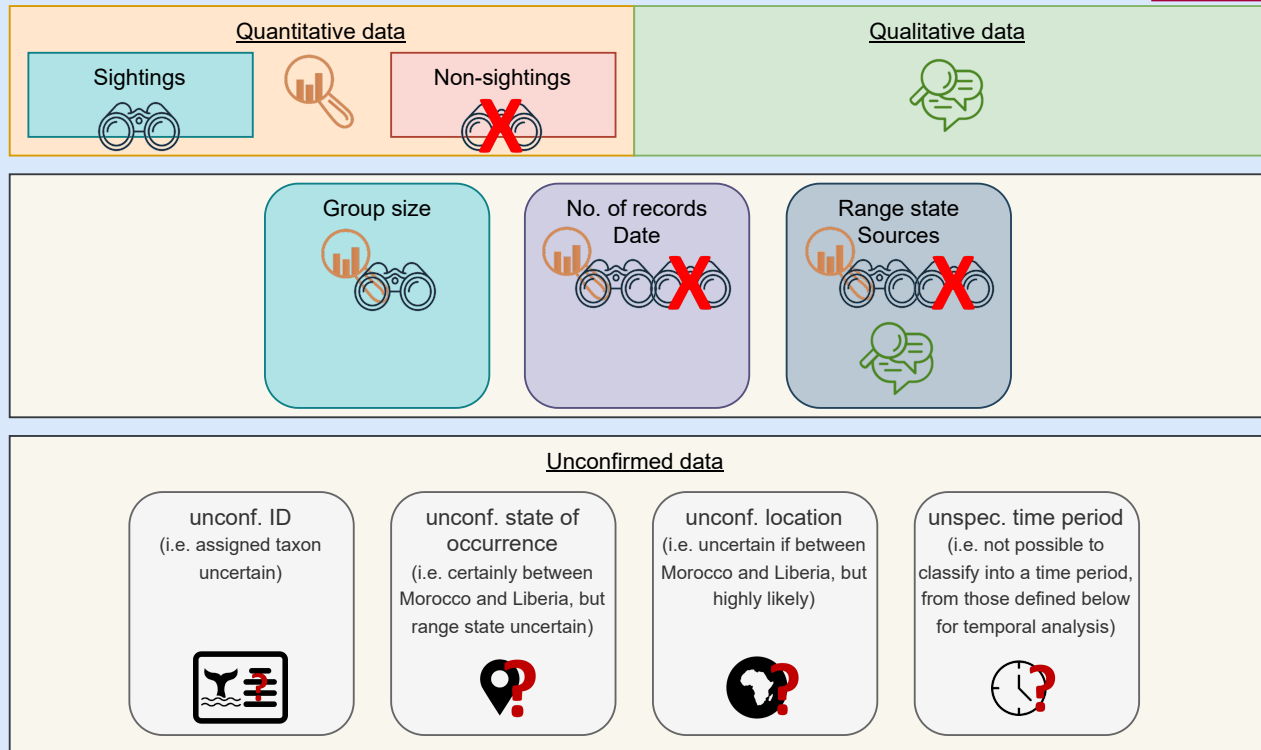 Quantitative data
Qualitative data
Sightings
Non-sightings
X
Group size
No. of records
Date
X
Range state
Sources
X
Unconfirmed data
unconf. ID
(i.e. assigned taxon
uncertain)
?
unconf. state of
occurrence
(i.e. certainly between
Morocco and Liberia, but
range state uncertain)
?
unconf. location
(i.e. uncertain if between
Morocco and Liberia, but
highly likely)
?
unspec. time period
(i.e. not possible to
classify into a time period,
from those defined below
for temporal analysis)
?